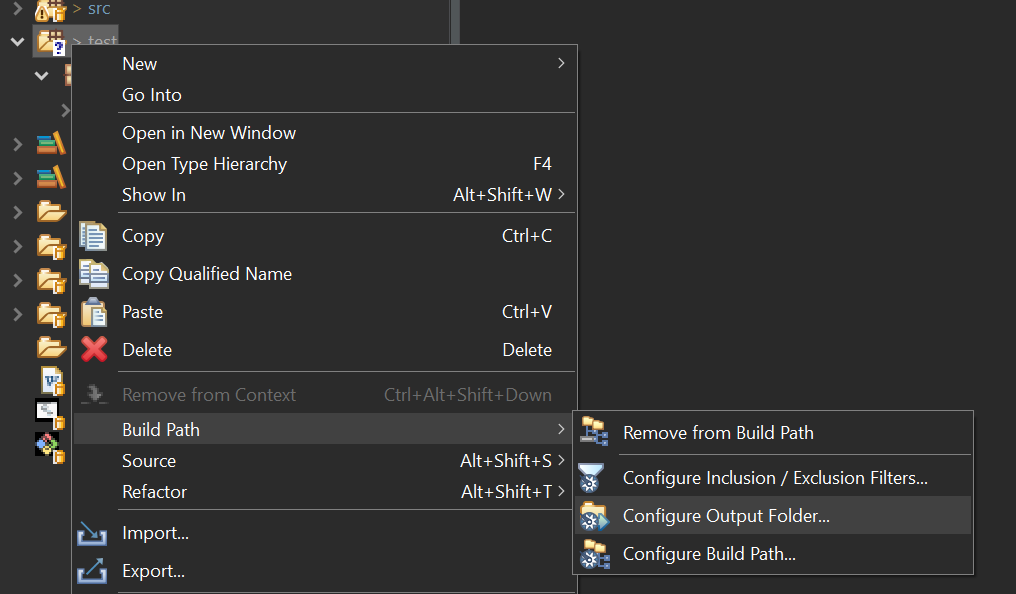 > src
> test
New
Go Into
Open in New Window
Open Type Hierarchy F4
Show In Alt+Shift+W >
Copy Ctrl+C
Copy Qualified Name
Paste Ctrl+V
Delete Delete
Remove from Context Ctrl+Alt+Shift+Down
Build Path
Source Alt+Shift+S >
Refactor Alt+Shift+T >
Import...
Export...
Remove from Build Path
Configure Inclusion / Exclusion Filters...
Configure Output Folder...
Configure Build Path...